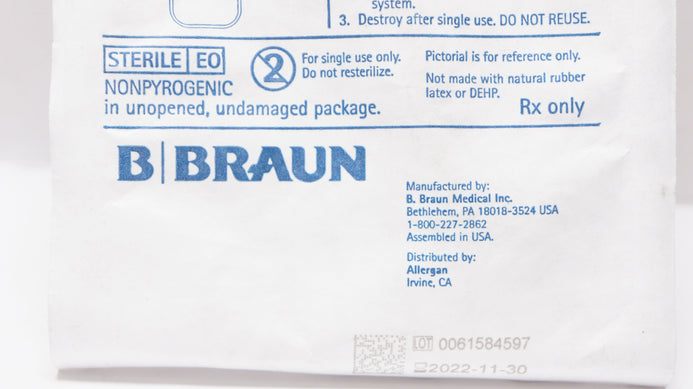 system.
3. Destroy after single use. DO NOT REUSE.
STERILE EO
NONPYROGENIC
in unopened, undamaged package.
2
For single use only.
Do not resterilize.
Pictorial is for reference only.
Not made with natural rubber
latex or DEHP.
Rx only
B|BRAUN
Manufactured by:
B. Braun Medical Inc.
Bethlehem, PA 18018-3524 USA
1-800-227-2862
Assembled in USA.
Distributed by:
Allergan
Irvine, CA
LOT 0061584597
2022-11-30